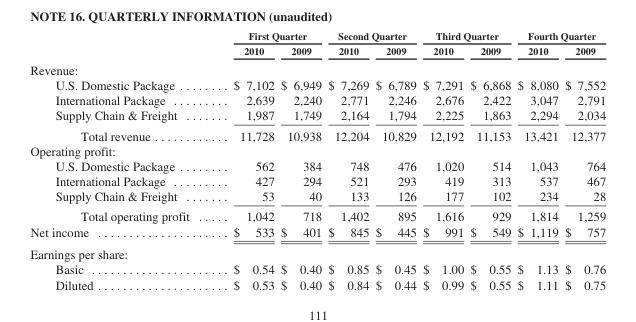 NOTE 16. QUARTERLY INFORMATION (unaudited)
First Quarter Second Quarter Third Quarter Fourth Quarter
2010 2009 2010 2009 2010 2009 2010 2009
Revenue:
U.S. Domestic Package ........ $ 7,102 $ 6,949 $ 7,269 $ 6,789 $ 7,291 $ 6,868 $ 8,080 $ 7,552
International Package ......... 2,639 2,240 2,771 2,246 2,676 2,422 3,047 2,791
Supply Chain & Freight ........ 1,987 1,749 2,164 1,794 2,225 1,863 2,294 2,034
Total revenue ............ 11,728 10,938 12,204 10,829 12,192 11,153 13,421 12,377
Operating profit:
U.S. Domestic Package ........ 562 384 748 476 1,020 514 1,043 764
International Package ......... 427 294 521 293 419 313 537 467
Supply Chain & Freight ........ 53 40 133 126 177 102 234 28
Total operating profit ..... 1,042 718 1,402 895 1,616 929 1,814 1,259
Net income ..................... $ 533 $ 401 $ 845 $ 445 $ 991 $ 549 $ 1,119 $ 757
Earnings per share:
Basic ...................... $ 0.54 $ 0.40 $ 0.85 $ 0.45 $ 1.00 $ 0.55 $ 1.13 $ 0.76
Diluted ..................... $ 0.53 $ 0.40 $ 0.84 $ 0.44 $ 0.99 $ 0.55 $ 1.11 $ 0.75
111